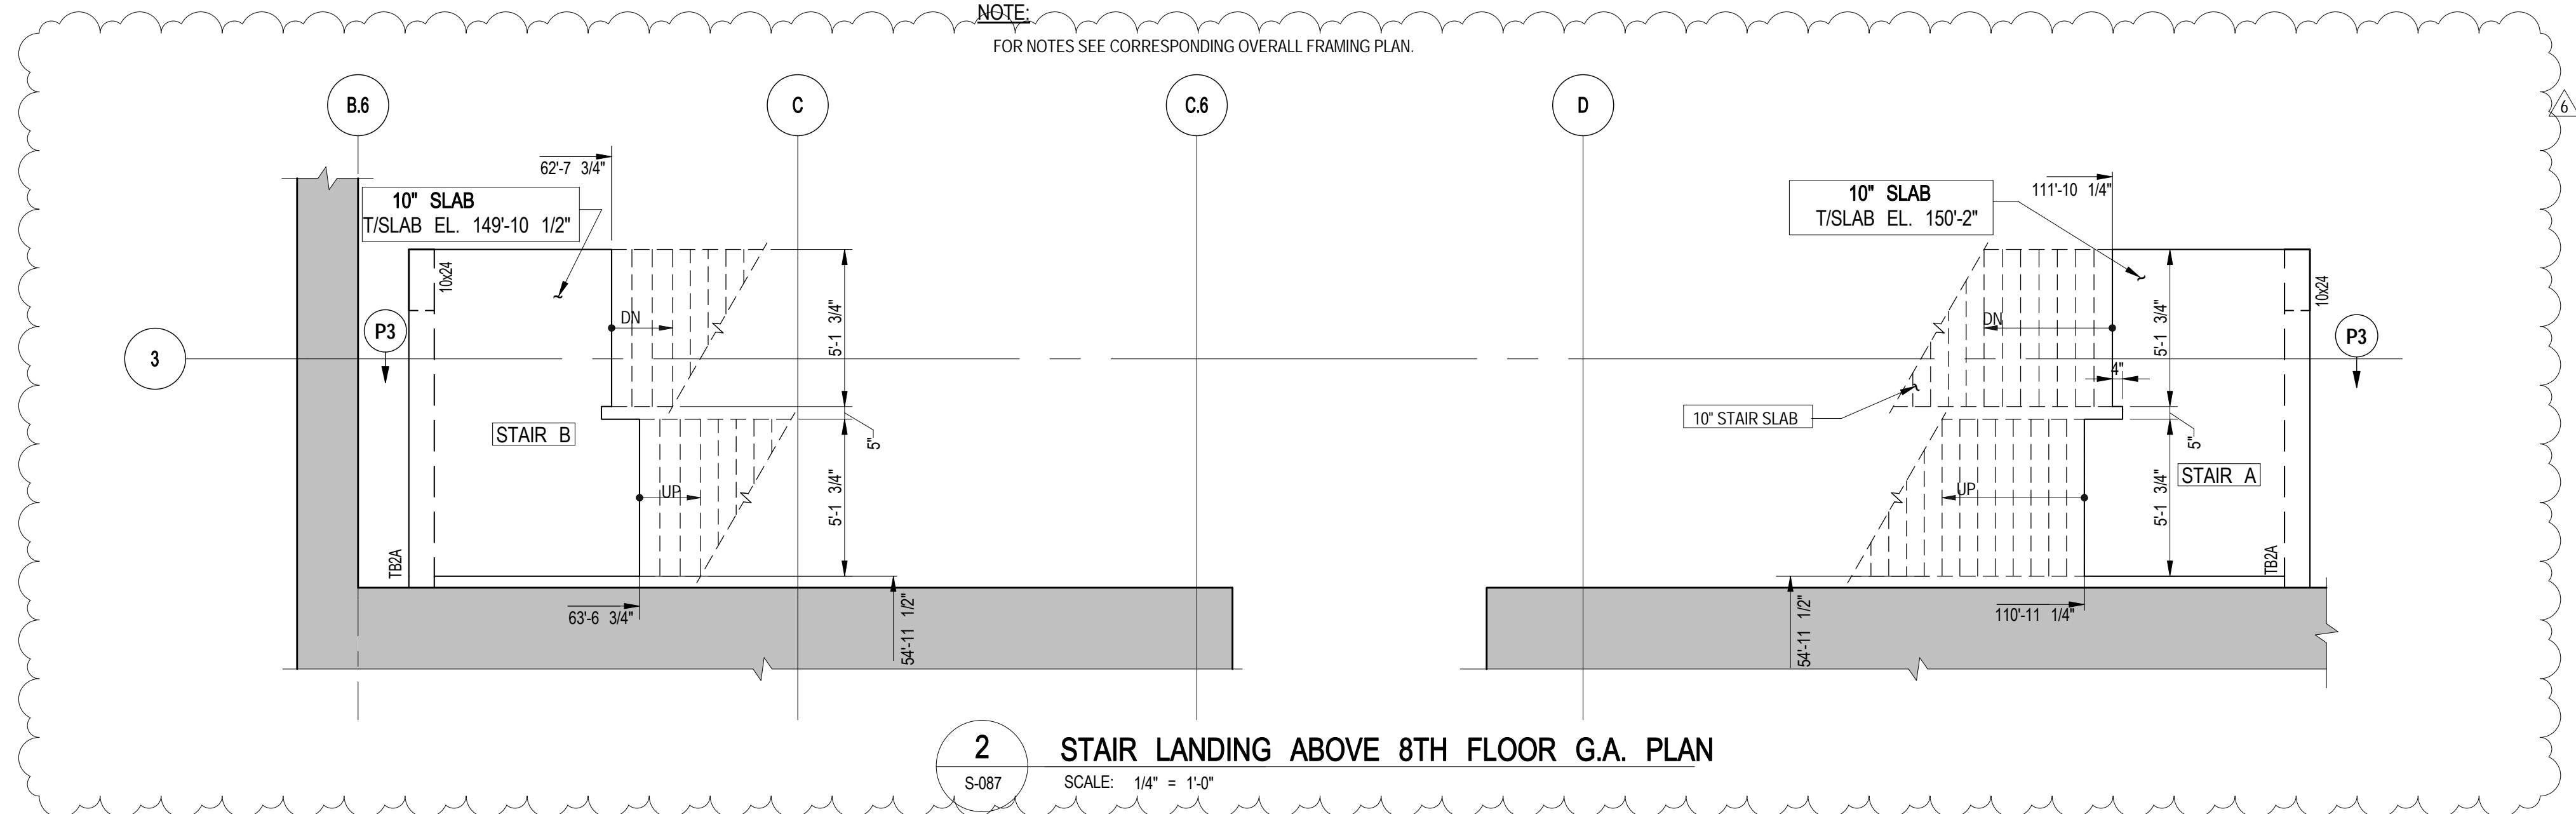 NOTE:
FOR NOTES SEE CORRESPONDING OVERALL FRAMING PLAN.
B.6
C
C.6
D
6
62'-7 3/4"
10" SLAB
T/SLAB EL. 149'-10 1/2"
10x24
P3
3
DN
5'-1 3/4"
STAIR B
5"
UP
5'-1 3/4"
TB2A
63'-6 3/4"
54'-11 1/2"
10" SLAB
T/SLAB EL. 150'-2"
111'-10 1/4"
10x24
P3
DN
5'-1 3/4"
4"
10" STAIR SLAB
5"
STAIR A
UP
5'-1 3/4"
TB2A
110'-11 1/4"
54'-11 1/2"
2
S-087
STAIR LANDING ABOVE 8TH FLOOR G.A. PLAN
SCALE: 1/4" = 1'-0"